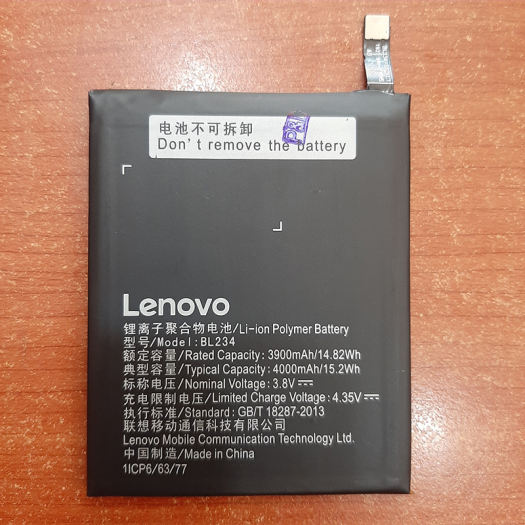 电池不可拆卸
Don't remove the battery
Lenovo
锂离子聚合物电池/Li-ion Polymer Battery
型号/Model: BL234
额定容量/Rated Capacity: 3900mAh/14.82Wh
典型容量/Typical Capacity: 4000mAh/15.2Wh
标称电压/Nominal Voltage: 3.8V
充电限制电压/Limited Charge Voltage: 4.35V
执行标准/Standard: GB/T 18287-2013
联想移动通信科技有限公司
Lenovo Mobile Communication Technology Ltd.
中国制造/Made in China
1ICP6/63/77